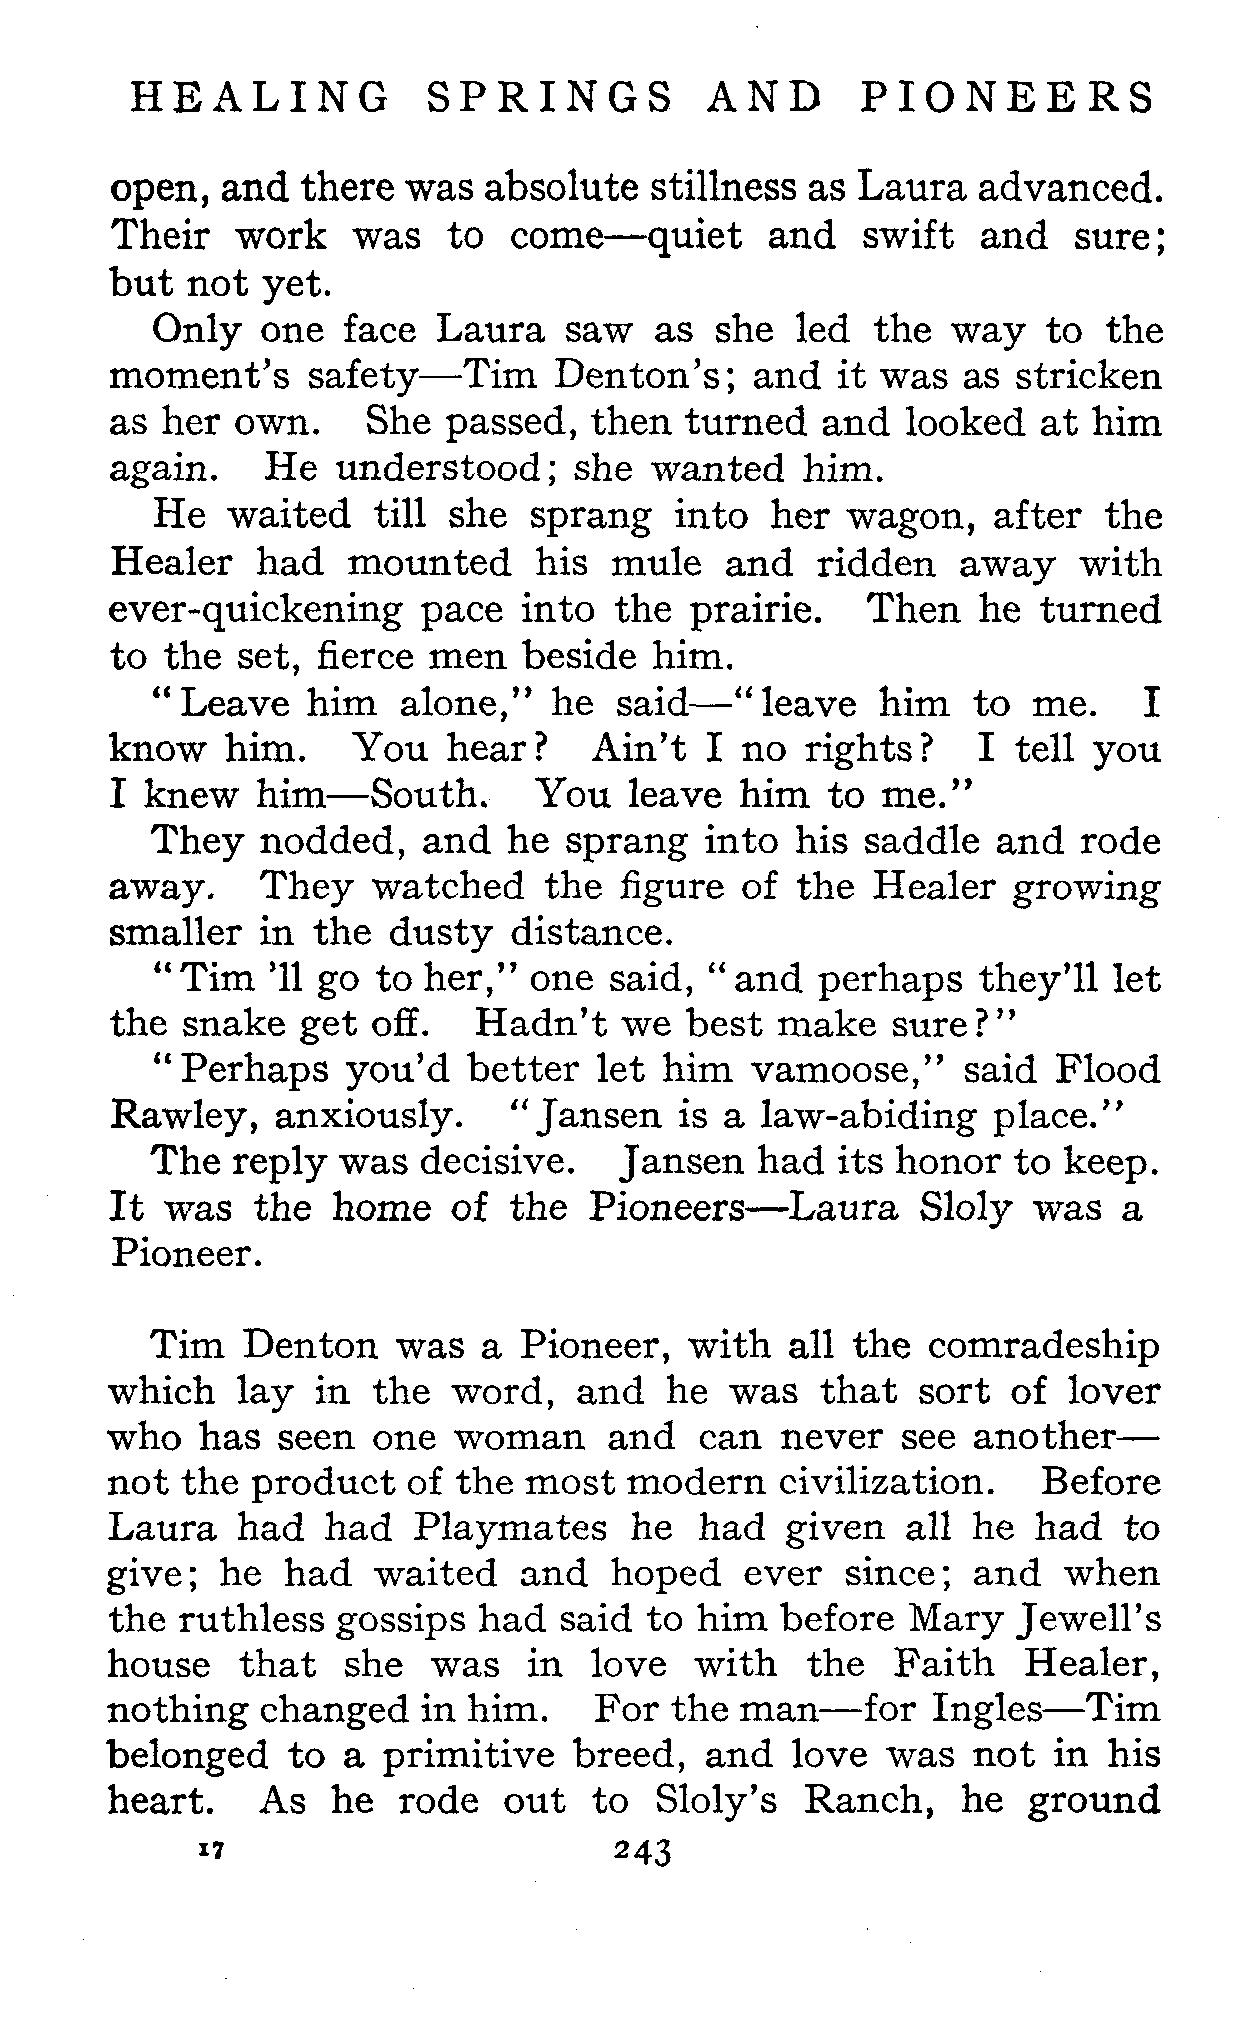 HEALING SPRINGS AND PIONEERS
open, and there was absolute stillness as Laura advanced.
Their work was to come—quiet and swift and sure;
but not yet.
Only one face Laura saw as she led the way to the
moment's safety—Tim Denton's; and it was as stricken
as her own. She passed, then turned and looked at him
again. He understood; she wanted him.
He waited till she sprang into her wagon, after the
Healer had mounted his mule and ridden away with
ever-quickening pace into the prairie. Then he turned
to the set, fierce men beside him.
"Leave him alone," he said—"leave him to me. I
know him. You hear? Ain't I no rights? I tell you
I knew him—South. You leave him to me."
They nodded, and he sprang into his saddle and rode
away. They watched the figure of the Healer growing
smaller in the dusty distance.
"Tim 'll go to her," one said, "and perhaps they'll let
the snake get off. Hadn't we best make sure?"
"Perhaps you'd better let him vamoose," said Flood
Rawley, anxiously. "Jansen is a law-abiding place."
The reply was decisive. Jansen had its honor to keep.
It was the home of the Pioneers—Laura Sloly was a
Pioneer.
Tim Denton was a Pioneer, with all the comradeship
which lay in the word, and he was that sort of lover
who has seen one woman and can never see another—
not the product of the most modern civilization. Before
Laura had had Playmates he had given all he had to
give; he had waited and hoped ever since; and when
the ruthless gossips had said to him before Mary Jewell's
house that she was in love with the Faith Healer,
nothing changed in him. For the man—for Ingles—Tim
belonged to a primitive breed, and love was not in his
heart. As he rode out to Sloly's Ranch, he ground
17 243